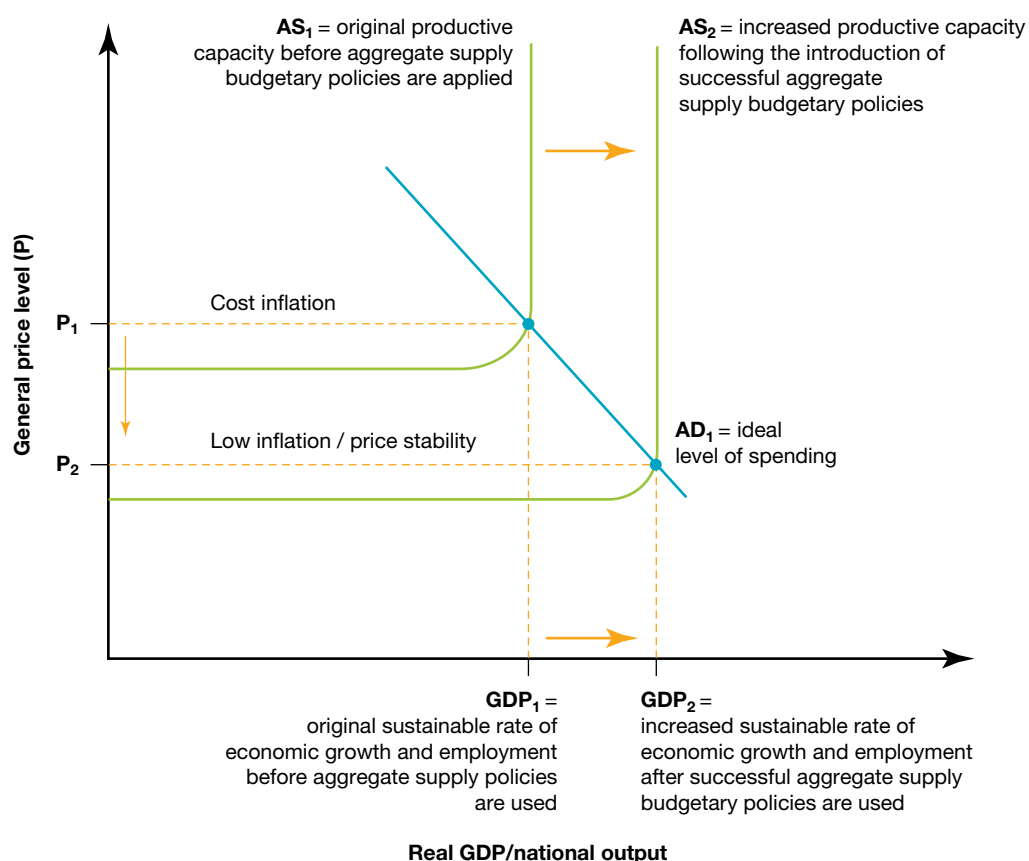 AS1 = original productive
capacity before aggregate supply
budgetary policies are applied
AS2 = increased productive capacity
following the introduction of
successful aggregate
supply budgetary policies
General price level (P)
Cost inflation
P1
Low inflation / price stability
P2
AD1 = ideal
level of spending
GDP1 =
original sustainable rate of
economic growth and employment
before aggregate supply policies
are used
GDP2 =
increased sustainable rate of
economic growth and employment
after successful aggregate supply
budgetary policies are used
Real GDP/national output